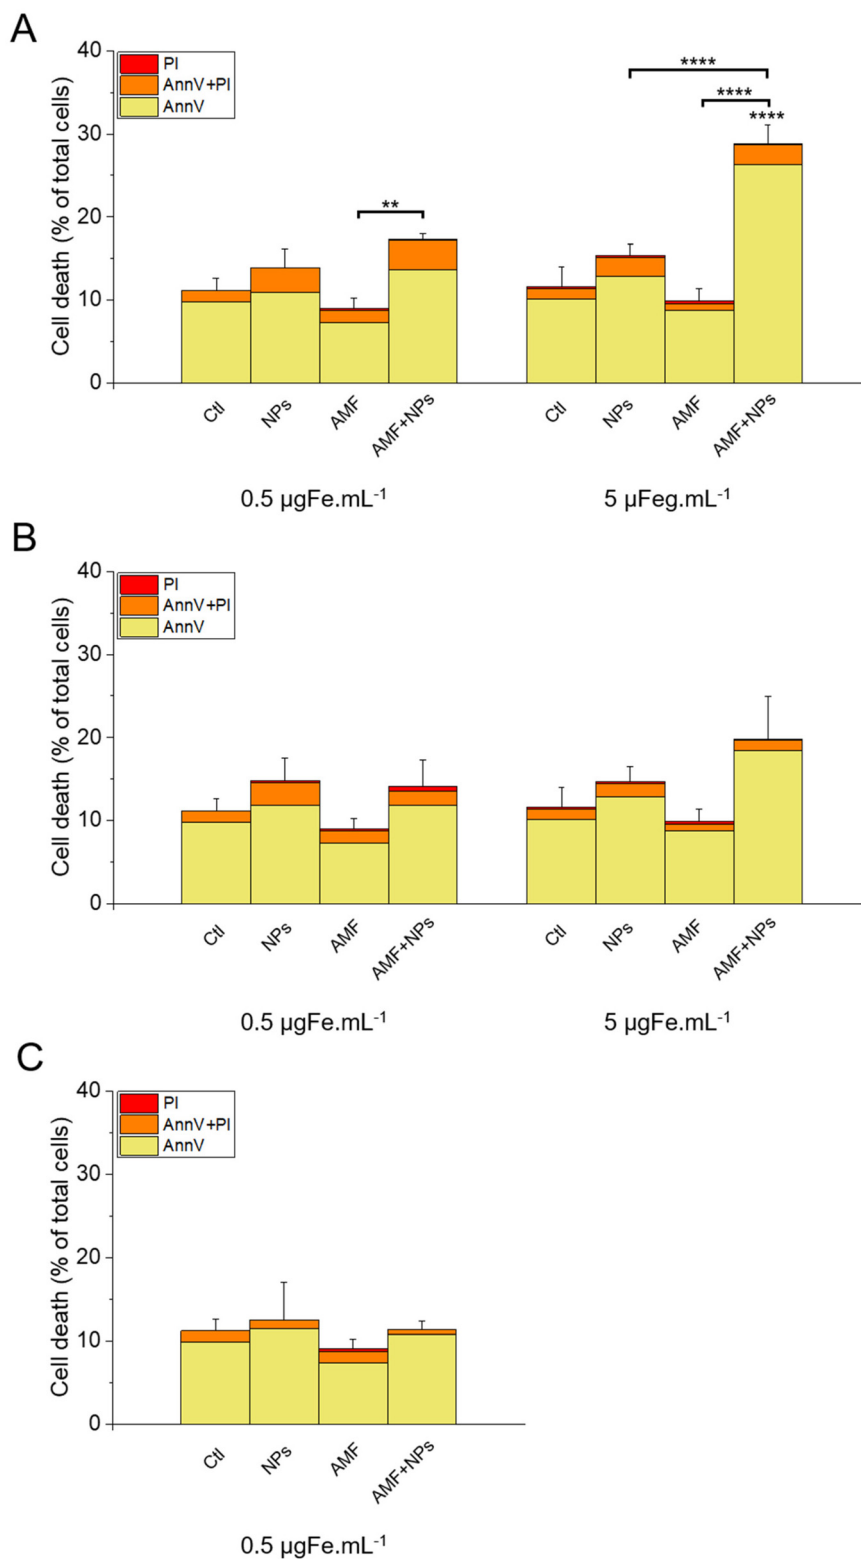 A
Cell death (% of total cells)
40
30
20
10
0
PI
AnnV+PI
AnnV
**
****
****
****
Ctl
NPs
AMF
AMF+NPs
Ctl
NPs
AMF
AMF+NPs
0.5 µgFe.mL⁻¹
5 µFeg.mL⁻¹
B
Cell death (% of total cells)
40
30
20
10
0
PI
AnnV+PI
AnnV
Ctl
NPs
AMF
AMF+NPs
Ctl
NPs
AMF
AMF+NPs
0.5 µgFe.mL⁻¹
5 µgFe.mL⁻¹
C
Cell death (% of total cells)
40
30
20
10
0
PI
AnnV+PI
AnnV
Ctl
NPs
AMF
AMF+NPs
0.5 µgFe.mL⁻¹